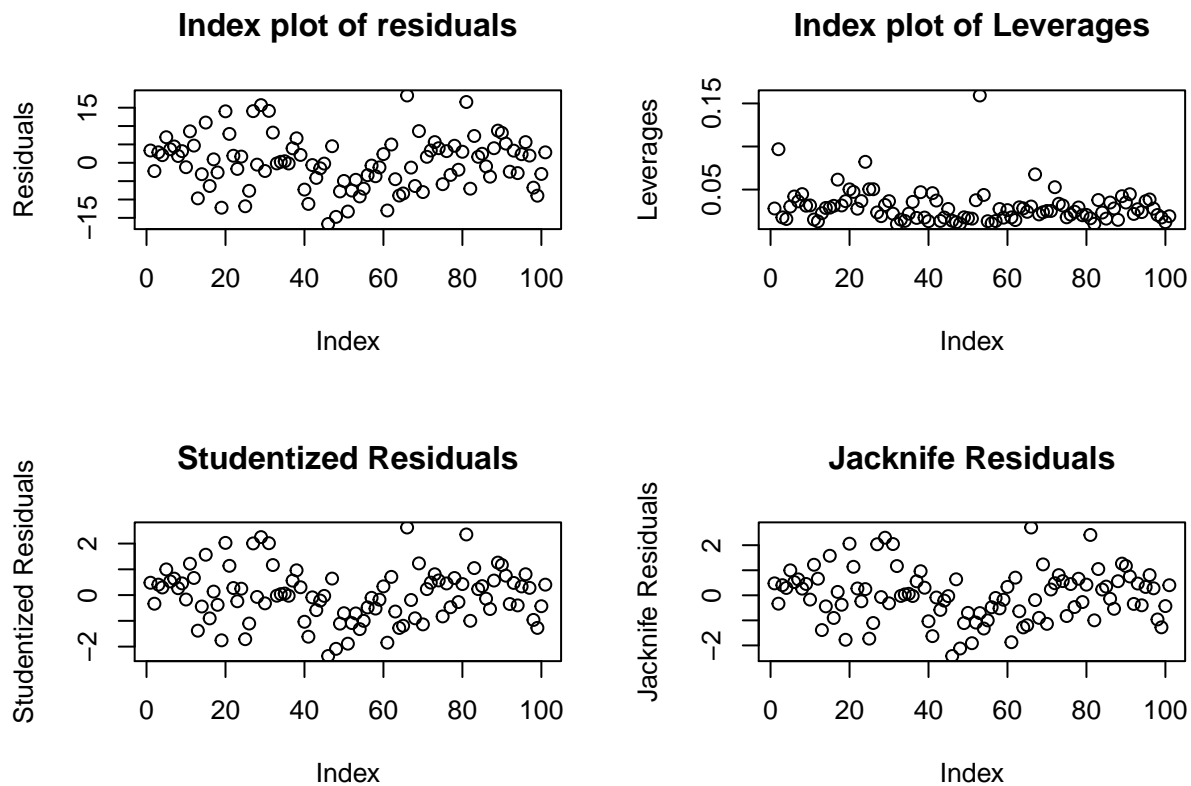 Index plot of residuals
Residuals
15
0
−15
0 20 40 60 80 100
Index
Index plot of Leverages
Leverages
0.15
0.05
0 20 40 60 80 100
Index
Studentized Residuals
Studentized Residuals
2
0
−2
0 20 40 60 80 100
Index
Jacknife Residuals
Jacknife Residuals
2
0
−2
0 20 40 60 80 100
Index